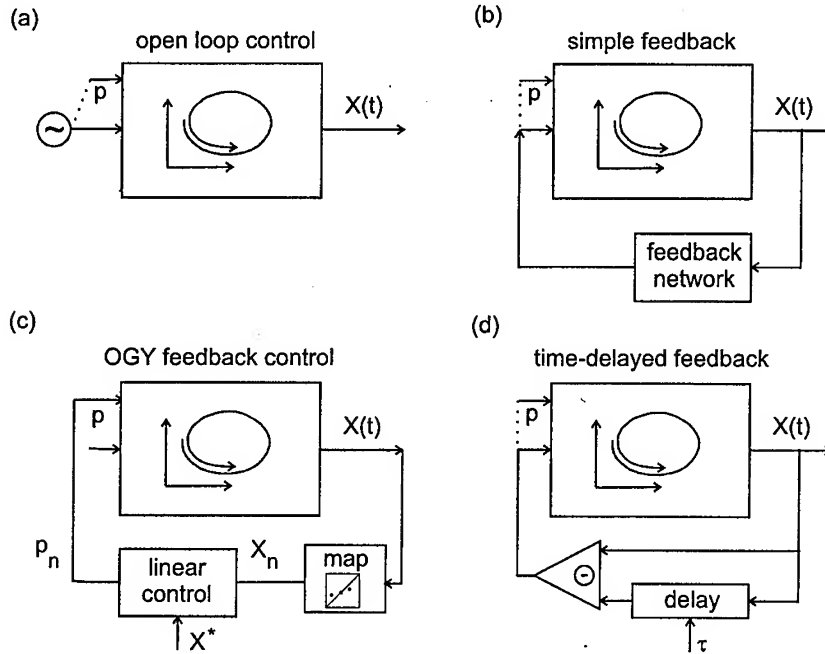 (a)
open loop control
p
~
X(t)
(b)
simple feedback
p
X(t)
feedback
network
(c)
OGY feedback control
p
X(t)
p_n
linear
control
X_n
map
X*
(d)
time-delayed feedback
p
X(t)
-
delay
τ